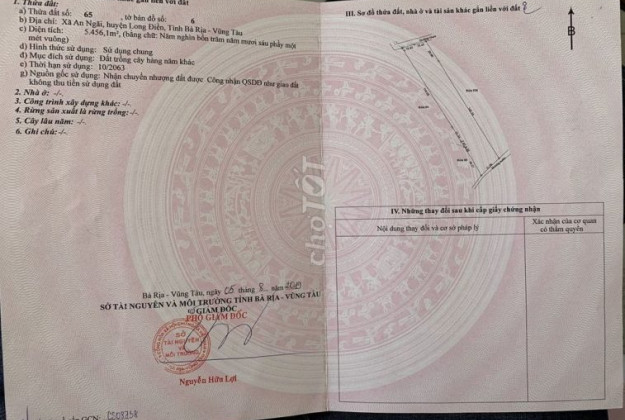 1. Thửa đất:
a) Thửa đất số: 65 , tờ bản đồ số: 6
b) Địa chỉ: Xã An Ngãi, huyện Long Điền, Tỉnh Bà Rịa - Vũng Tàu
c) Diện tích: 5.456,1m², (bằng chữ: Năm nghìn bốn trăm năm mươi sáu phẩy một
mét vuông)
d) Hình thức sử dụng: Sử dụng chung
đ) Mục đích sử dụng: Đất trồng cây hàng năm khác
e) Thời hạn sử dụng: 10/2063
g) Nguồn gốc sử dụng: Nhận chuyển nhượng đất được Công nhận QSDĐ như giao đất
không thu tiền sử dụng đất
2. Nhà ở: -/-
3. Công trình xây dựng khác: -/-
4. Rừng sản xuất là rừng trồng: -/-
5. Cây lâu năm: -/-
6. Ghi chú: -/-
Bà Rịa - Vũng Tàu, ngày 05 tháng 8 năm
SỞ TÀI NGUYÊN VÀ MÔI TRƯỜNG TỈNH BÀ RỊA - VŨNG TÀU
GIÁM ĐỐC
PHÓ GIÁM ĐỐC
SỞ
TÀI NGUYÊN
VÀ
MÔI TRƯỜNG
Nguyễn Hữu Lợi
III. Sơ đồ thửa đất, nhà ở và tài sản khác gắn liền với đất
B
IV. Những thay đổi sau khi cấp giấy chứng nhận
Nội dung thay đổi và cơ sở pháp lý
Xác nhận của cơ quan
có thẩm quyền
chợTỐT